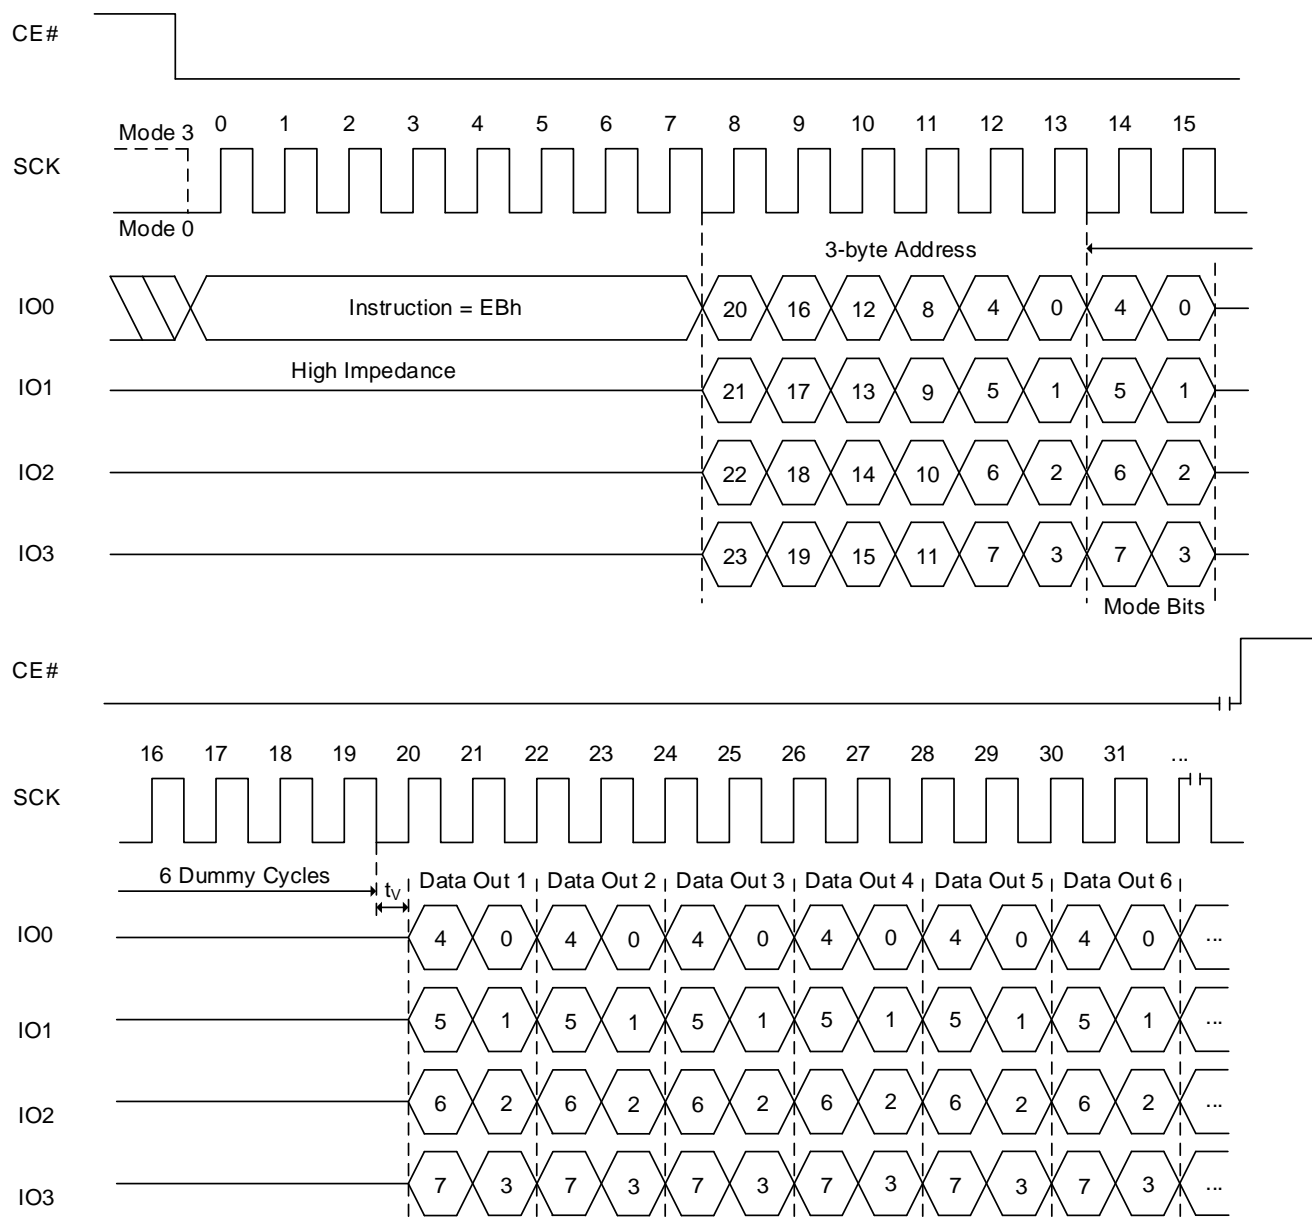 CE#
Mode 3 0 1 2 3 4 5 6 7 8 9 10 11 12 13 14 15
SCK
Mode 0
3-byte Address
IO0 Instruction = EBh 20 16 12 8 4 0 4 0
High Impedance
IO1 21 17 13 9 5 1 5 1
IO2 22 18 14 10 6 2 6 2
IO3 23 19 15 11 7 3 7 3
Mode Bits
CE#
16 17 18 19 20 21 22 23 24 25 26 27 28 29 30 31 ...
SCK
6 Dummy Cycles tV Data Out 1 Data Out 2 Data Out 3 Data Out 4 Data Out 5 Data Out 6
IO0 4 0 4 0 4 0 4 0 4 0 4 0 ...
IO1 5 1 5 1 5 1 5 1 5 1 5 1 ...
IO2 6 2 6 2 6 2 6 2 6 2 6 2 ...
IO3 7 3 7 3 7 3 7 3 7 3 7 3 ...